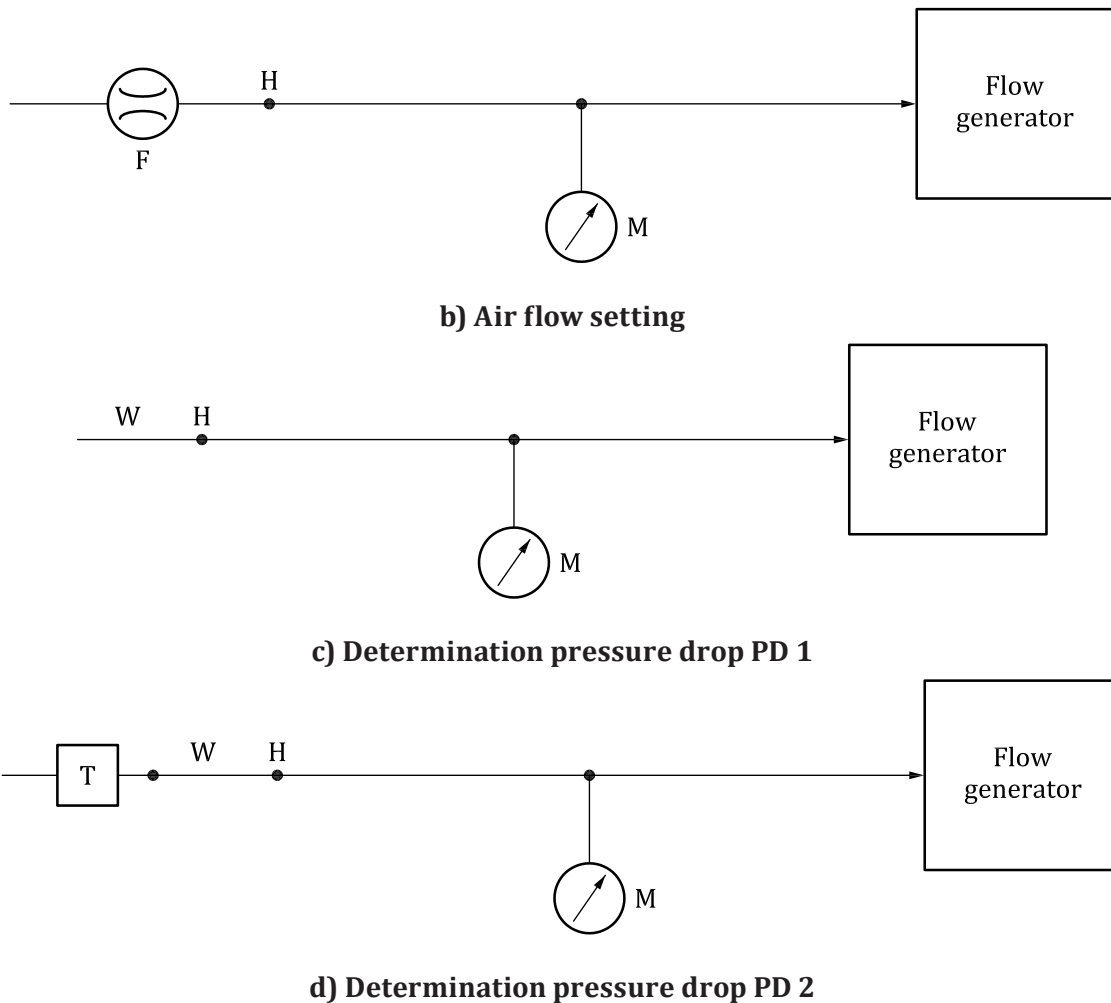 H
Flow
generator
F
M
b) Air flow setting
W H
Flow
generator
M
c) Determination pressure drop PD 1
T W H
Flow
generator
M
d) Determination pressure drop PD 2